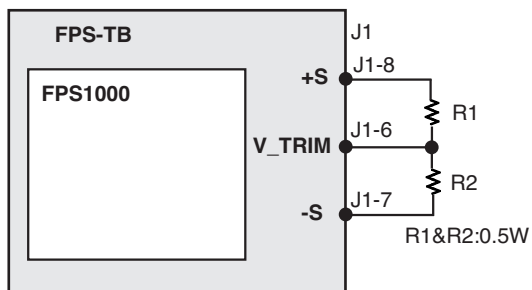 FPS-TB
J1
+S
J1-8
FPS1000
R1
V_TRIM
J1-6
R2
-S
J1-7
R1&R2:0.5W